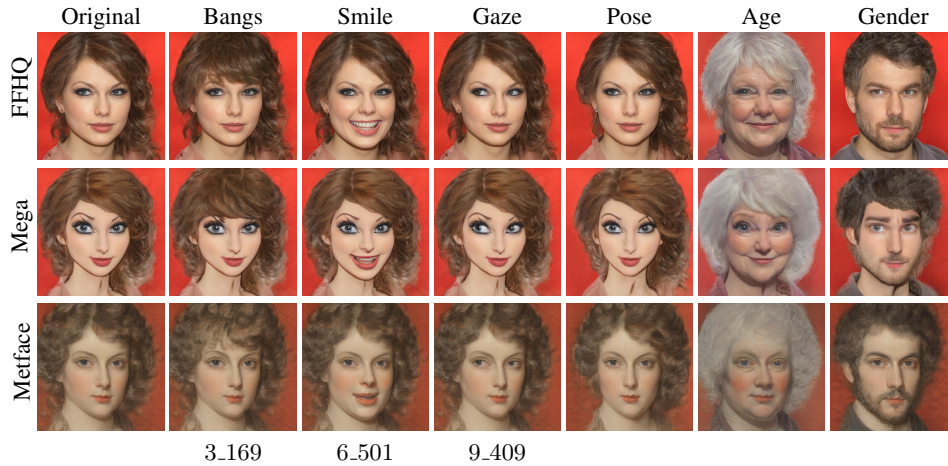 Original Bangs Smile Gaze Pose Age Gender
FFHQ
Mega
Metface
3_169 6_501 9_409